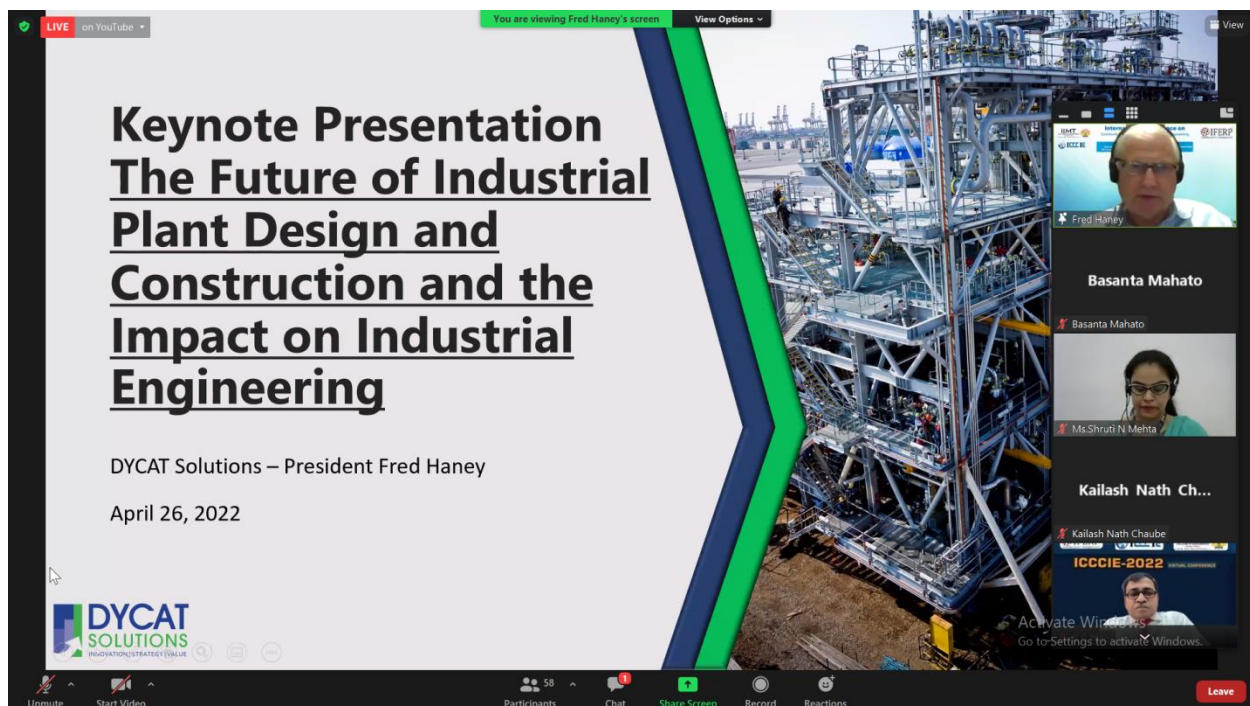 LIVE
on YouTube
You are viewing Fred Haney's screen
View Options
View
Keynote Presentation
The Future of Industrial
Plant Design and
Construction and the
Impact on Industrial
Engineering
DYCAT Solutions – President Fred Haney
April 26, 2022
DYCAT
SOLUTIONS
INNOVATION|STRATEGY|VALUE
IFERP
Fred Haney
Basanta Mahato
Basanta Mahato
Ms.Shruti N Mehta
Kailash Nath Ch...
Kailash Nath Chaube
ICCCIE-2022
VIRTUAL CONFERENCE
Activate Windows
Go to Settings to activate Windows.
Unmute
Start Video
58
Participants
1
Chat
Share Screen
Record
Reactions
Leave